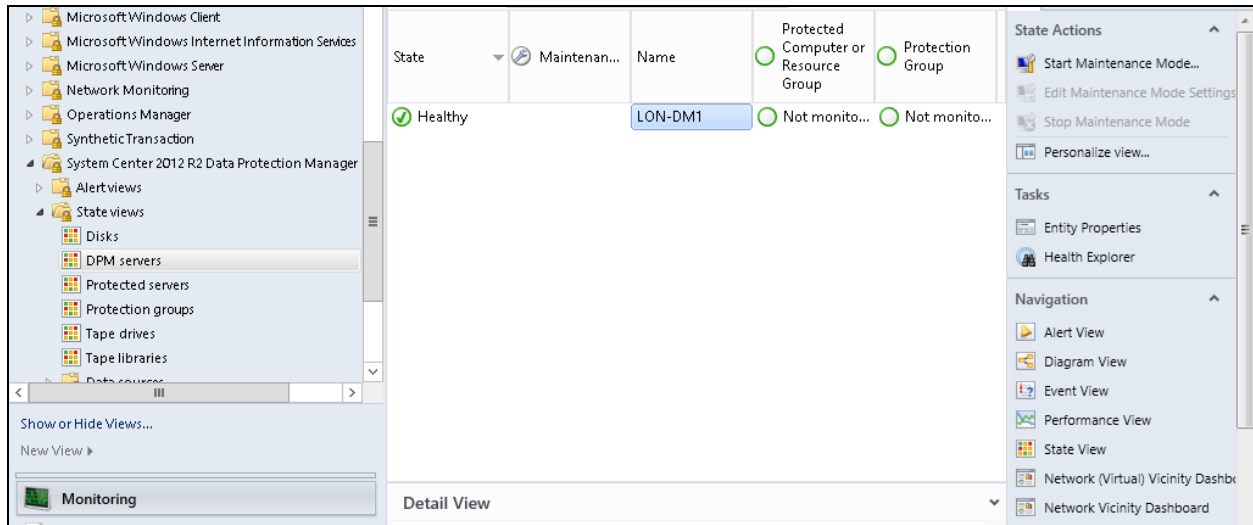 Microsoft Windows Client
Microsoft Windows Internet Information Services
Microsoft Windows Server
Network Monitoring
Operations Manager
Synthetic Transaction
System Center 2012 R2 Data Protection Manager
Alert views
State views
Disks
DPM servers
Protected servers
Protection groups
Tape drives
Tape libraries
Data sources
Show or Hide Views...
New View
Monitoring
State
Maintenan...
Name
Protected
Computer or
Resource
Group
Protection
Group
Healthy
LON-DM1
Not monito...
Not monito...
Detail View
State Actions
Start Maintenance Mode...
Edit Maintenance Mode Settings
Stop Maintenance Mode
Personalize view...
Tasks
Entity Properties
Health Explorer
Navigation
Alert View
Diagram View
Event View
Performance View
State View
Network (Virtual) Vicinity Dashbo
Network Vicinity Dashboard